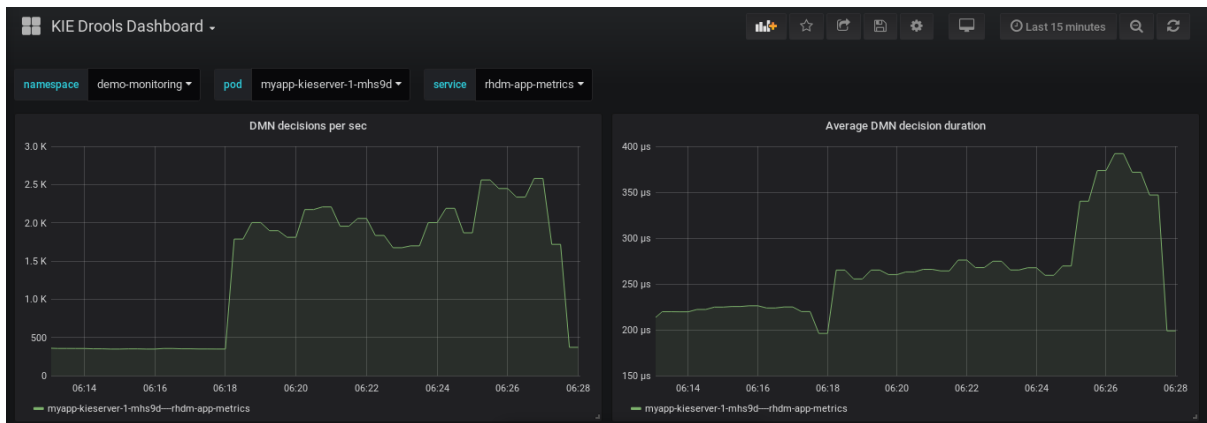 KIE Drools Dashboard
Last 15 minutes
namespace demo-monitoring pod myapp-kieserver-1-mhs9d service rhdm-app-metrics
DMN decisions per sec
3.0 K
2.5 K
2.0 K
1.5 K
1.0 K
500
0
06:14 06:16 06:18 06:20 06:22 06:24 06:26 06:28
myapp-kieserver-1-mhs9d—rhdm-app-metrics
Average DMN decision duration
400 µs
350 µs
300 µs
250 µs
200 µs
150 µs
06:14 06:16 06:18 06:20 06:22 06:24 06:26 06:28
myapp-kieserver-1-mhs9d—rhdm-app-metrics